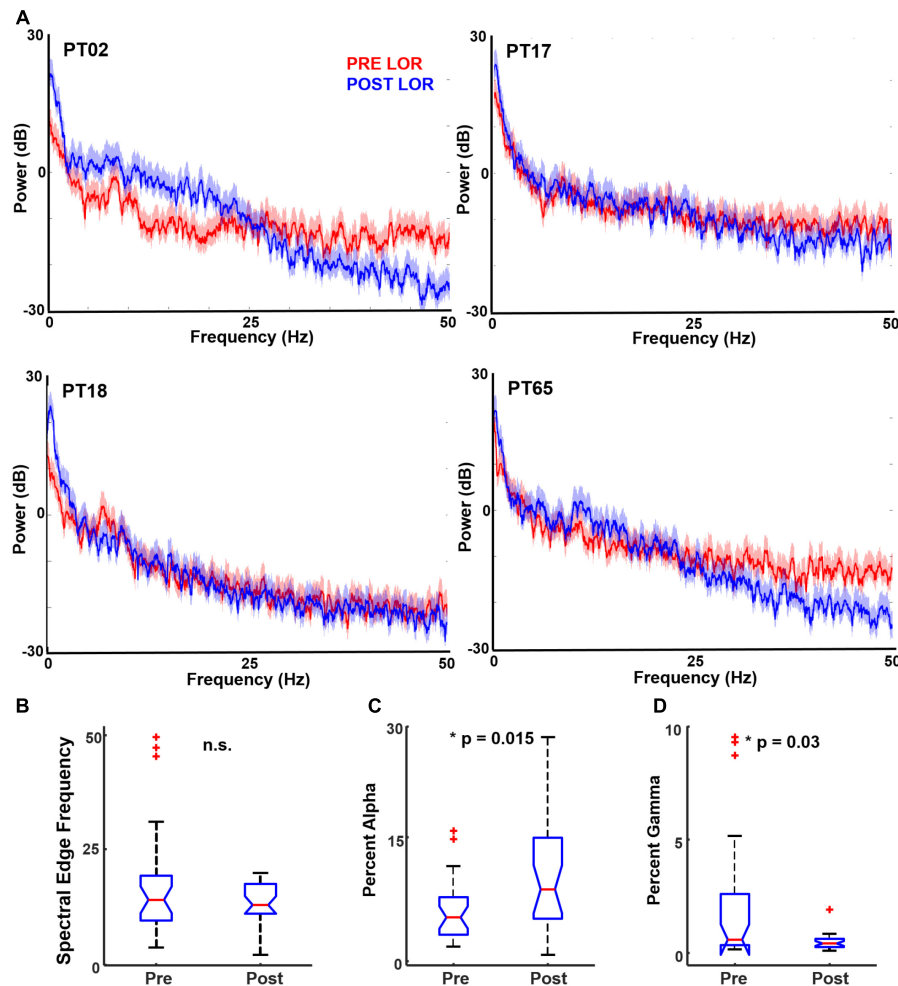 A
PT02
PRE LOR
POST LOR
30
0
-30
Power (dB)
0
25
50
Frequency (Hz)
PT17
30
0
-30
Power (dB)
0
25
50
Frequency (Hz)
PT18
30
0
-30
Power (dB)
0
25
50
Frequency (Hz)
PT65
30
0
-30
Power (dB)
0
25
50
Frequency (Hz)
B
n.s.
50
25
0
Spectral Edge Frequency
Pre
Post
C
* p = 0.015
30
15
0
Percent Alpha
Pre
Post
D
* p = 0.03
10
5
0
Percent Gamma
Pre
Post